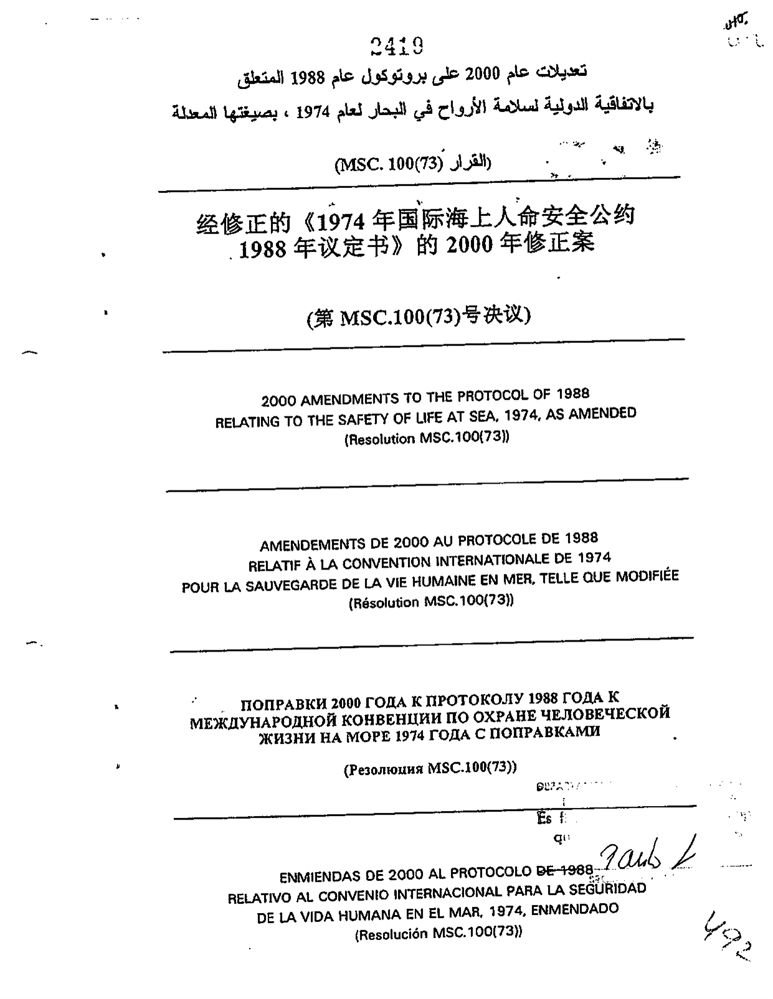 2419
تعديلات عام 2000 على بروتوكول عام 1988 المتعلق
بالاتفاقية الدولية لسلامة الأرواح في البحار لعام 1974 ، بصيغتها المعدلة
(القرار MSC. 100(73))
经修正的《1974 年国际海上人命安全公约
1988 年议定书》的 2000 年修正案
(第 MSC.100(73)号决议)
2000 AMENDMENTS TO THE PROTOCOL OF 1988
RELATING TO THE SAFETY OF LIFE AT SEA, 1974, AS AMENDED
(Resolution MSC.100(73))
AMENDEMENTS DE 2000 AU PROTOCOLE DE 1988
RELATIF À LA CONVENTION INTERNATIONALE DE 1974
POUR LA SAUVEGARDE DE LA VIE HUMAINE EN MER, TELLE QUE MODIFIÉE
(Résolution MSC.100(73))
ПОПРАВКИ 2000 ГОДА К ПРОТОКОЛУ 1988 ГОДА К
МЕЖДУНАРОДНОЙ КОНВЕНЦИИ ПО ОХРАНЕ ЧЕЛОВЕЧЕСКОЙ
ЖИЗНИ НА МОРЕ 1974 ГОДА С ПОПРАВКАМИ
(Резолюция MSC.100(73))
Es
ENMIENDAS DE 2000 AL PROTOCOLO DE 1988
RELATIVO AL CONVENIO INTERNACIONAL PARA LA SEGURIDAD
DE LA VIDA HUMANA EN EL MAR, 1974, ENMENDADO
(Resolución MSC.100(73))
492